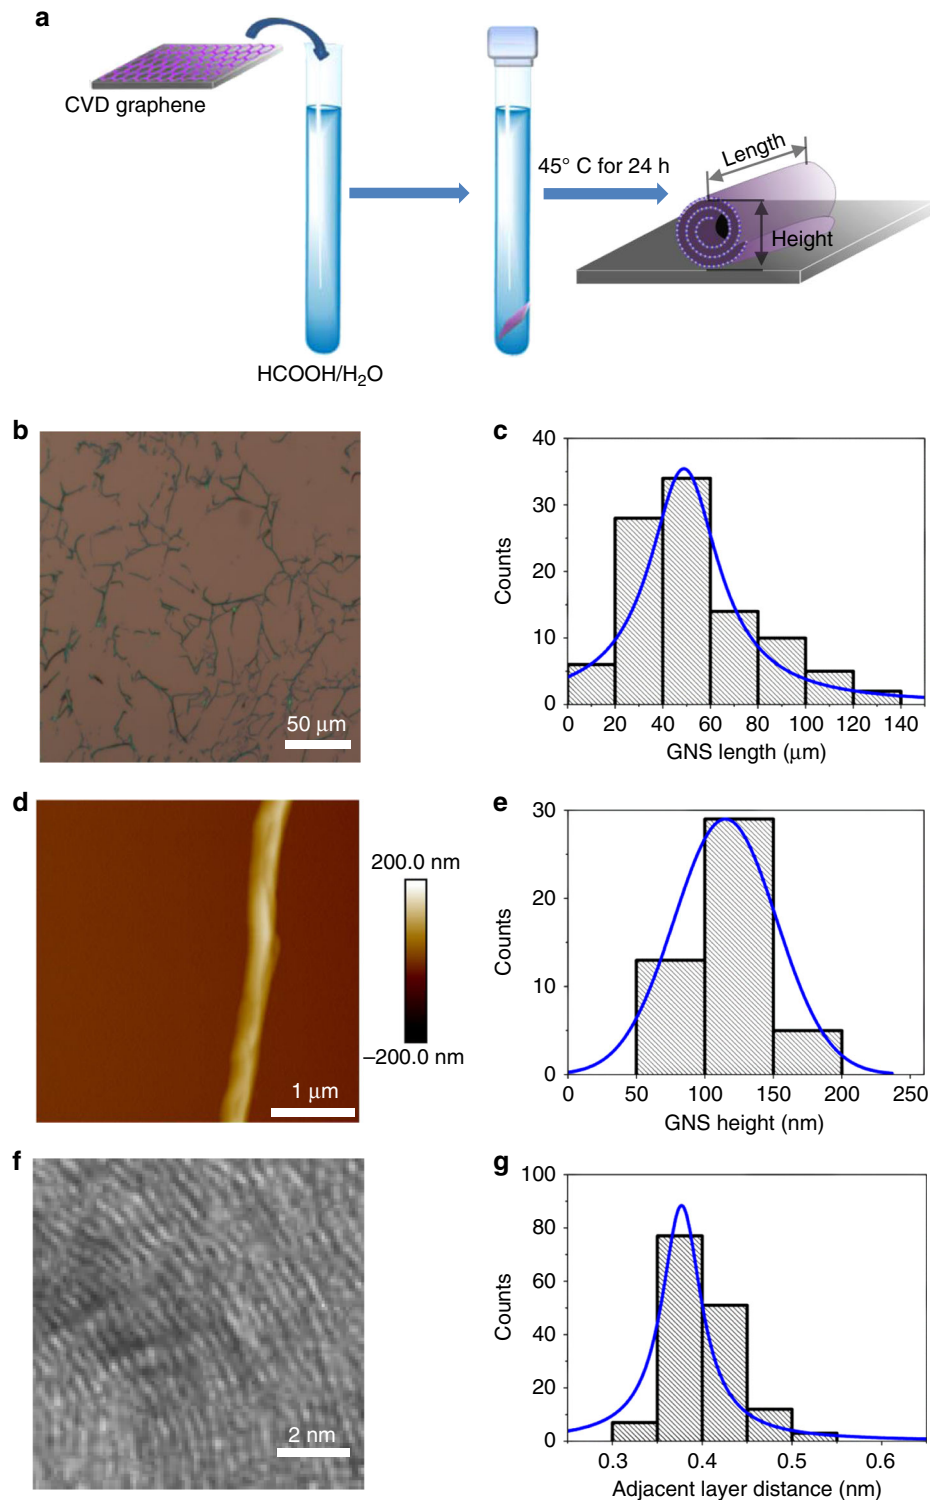 a
CVD graphene
HCOOH/H₂O
45° C for 24 h
Length
Height
b
50 μm
c
Counts
40
30
20
10
0
0 20 40 60 80 100 120 140
GNS length (μm)
d
200.0 nm
–200.0 nm
1 μm
e
Counts
30
20
10
0
0 50 100 150 200 250
GNS height (nm)
f
2 nm
g
Counts
100
80
60
40
20
0
0.3 0.4 0.5 0.6
Adjacent layer distance (nm)